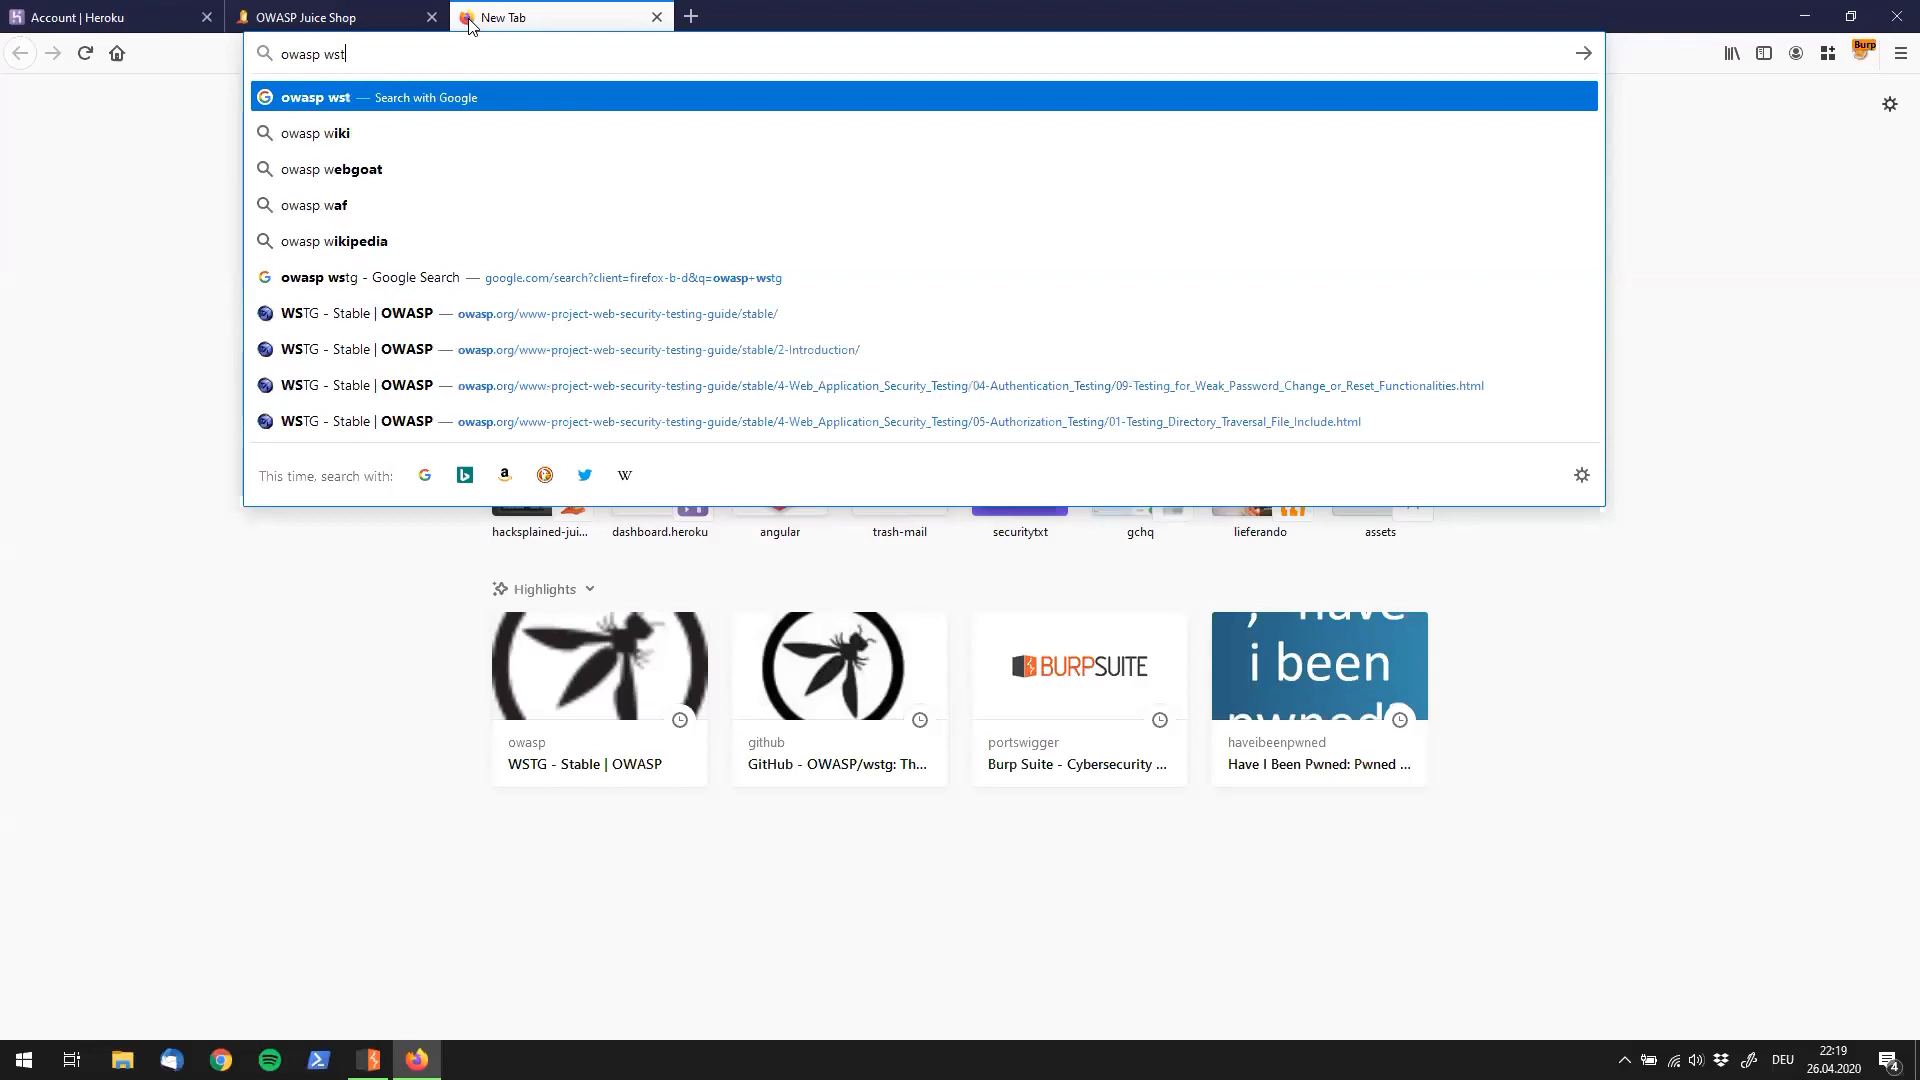 Account | Heroku
OWASP Juice Shop
New Tab
owasp wst
Burp
owasp wst — Search with Google
owasp wiki
owasp webgoat
owasp waf
owasp wikipedia
owasp wstg - Google Search — google.com/search?client=firefox-b-d&q=owasp+wstg
WSTG - Stable | OWASP — owasp.org/www-project-web-security-testing-guide/stable/
WSTG - Stable | OWASP — owasp.org/www-project-web-security-testing-guide/stable/2-Introduction/
WSTG - Stable | OWASP — owasp.org/www-project-web-security-testing-guide/stable/4-Web_Application_Security_Testing/04-Authentication_Testing/09-Testing_for_Weak_Password_Change_or_Reset_Functionalities.html
WSTG - Stable | OWASP — owasp.org/www-project-web-security-testing-guide/stable/4-Web_Application_Security_Testing/05-Authorization_Testing/01-Testing_Directory_Traversal_File_Include.html
This time, search with:
hacksplained-jui... dashboard.heroku angular trash-mail securitytxt gchq lieferando assets
Highlights
BURPSUITE
, have
i been
pwned?
owasp
WSTG - Stable | OWASP
github
GitHub - OWASP/wstg: Th...
portswigger
Burp Suite - Cybersecurity ...
haveibeenpwned
Have I Been Pwned: Pwned ...
DEU
22:19
26.04.2020
4